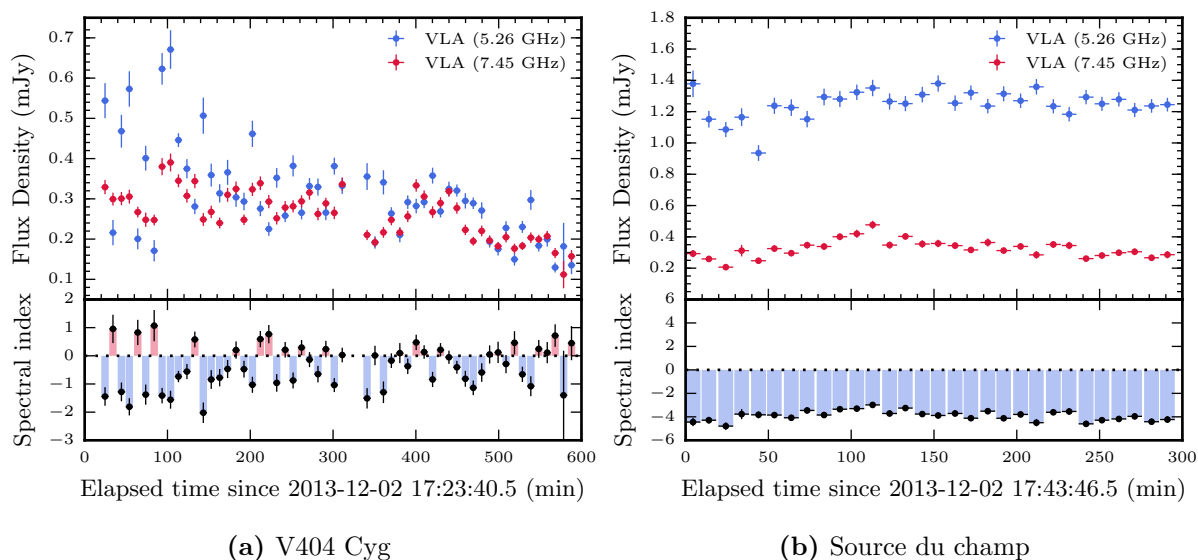 0.7
0.6
0.5
0.4
0.3
0.2
0.1
Flux Density (mJy)
VLA (5.26 GHz)
VLA (7.45 GHz)
2
1
0
−1
−2
−3
Spectral index
0 100 200 300 400 500 600
Elapsed time since 2013-12-02 17:23:40.5 (min)
(a) V404 Cyg
1.8
1.6
1.4
1.2
1.0
0.8
0.6
0.4
0.2
Flux Density (mJy)
VLA (5.26 GHz)
VLA (7.45 GHz)
6
4
2
0
−2
−4
−6
Spectral index
0 50 100 150 200 250 300
Elapsed time since 2013-12-02 17:43:46.5 (min)
(b) Source du champ